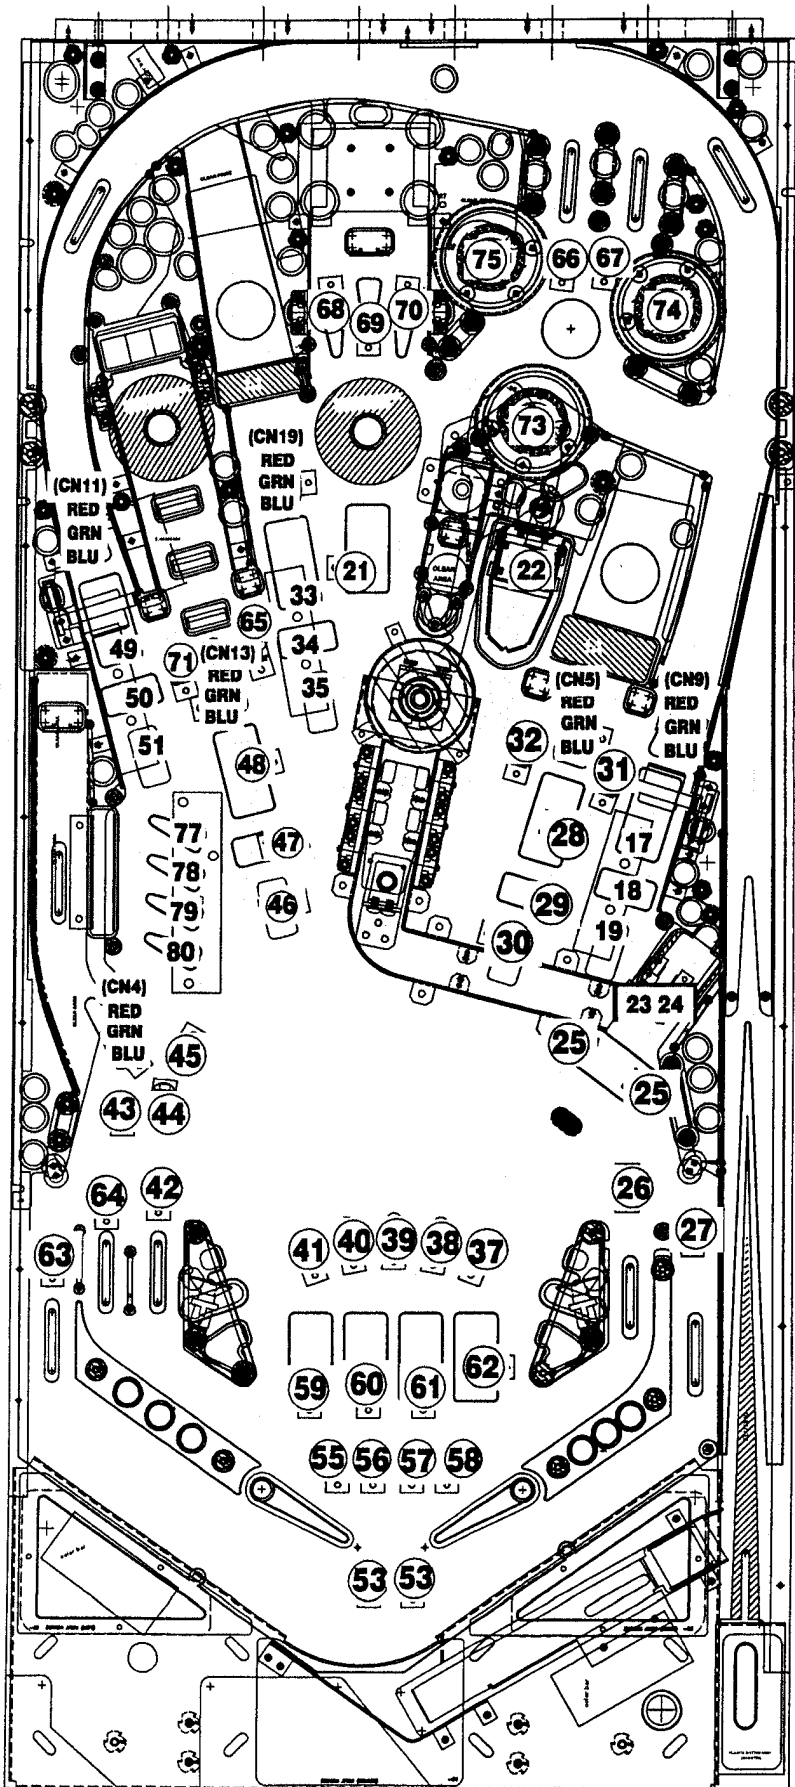 75
66 67
74
68 69 70
73
(CN19)
RED
GRN
BLU
(CN11)
RED
GRN
BLU
21
22
33
34
35
65
49
71
(CN13)
RED
GRN
BLU
50
51
(CN5)
RED
GRN
BLU
(CN9)
RED
GRN
BLU
32
31
48
77
78
79
80
47
46
28
17
29
18
19
30
(CN4)
RED
GRN
BLU
23 24
25
25
45
43 44
64 42
26
27
63
41 40 39 38 37
59 60 61 62
55 56 57 58
53 53